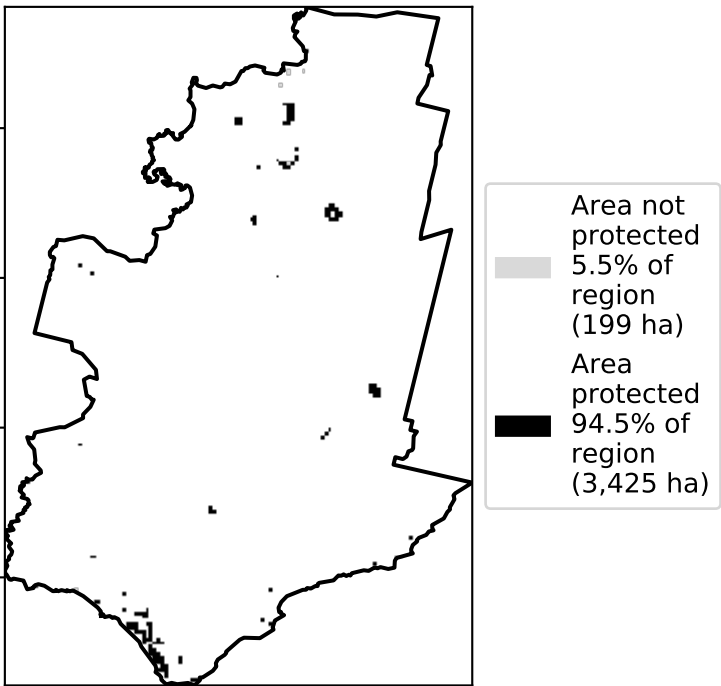 Area not
protected
5.5% of
region
(199 ha)
Area
protected
94.5% of
region
(3,425 ha)